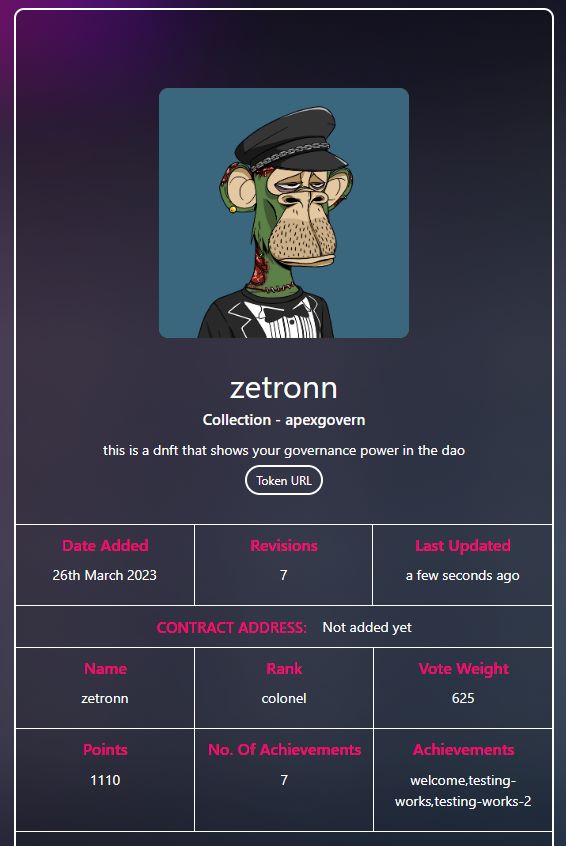 zetronn
Collection - apexgovern
this is a dnft that shows your governance power in the dao
Token URL
Date Added
Revisions
Last Updated
26th March 2023
7
a few seconds ago
CONTRACT ADDRESS: Not added yet
Name
Rank
Vote Weight
zetronn
colonel
625
Points
No. Of Achievements
Achievements
1110
7
welcome,testing-
works,testing-works-2